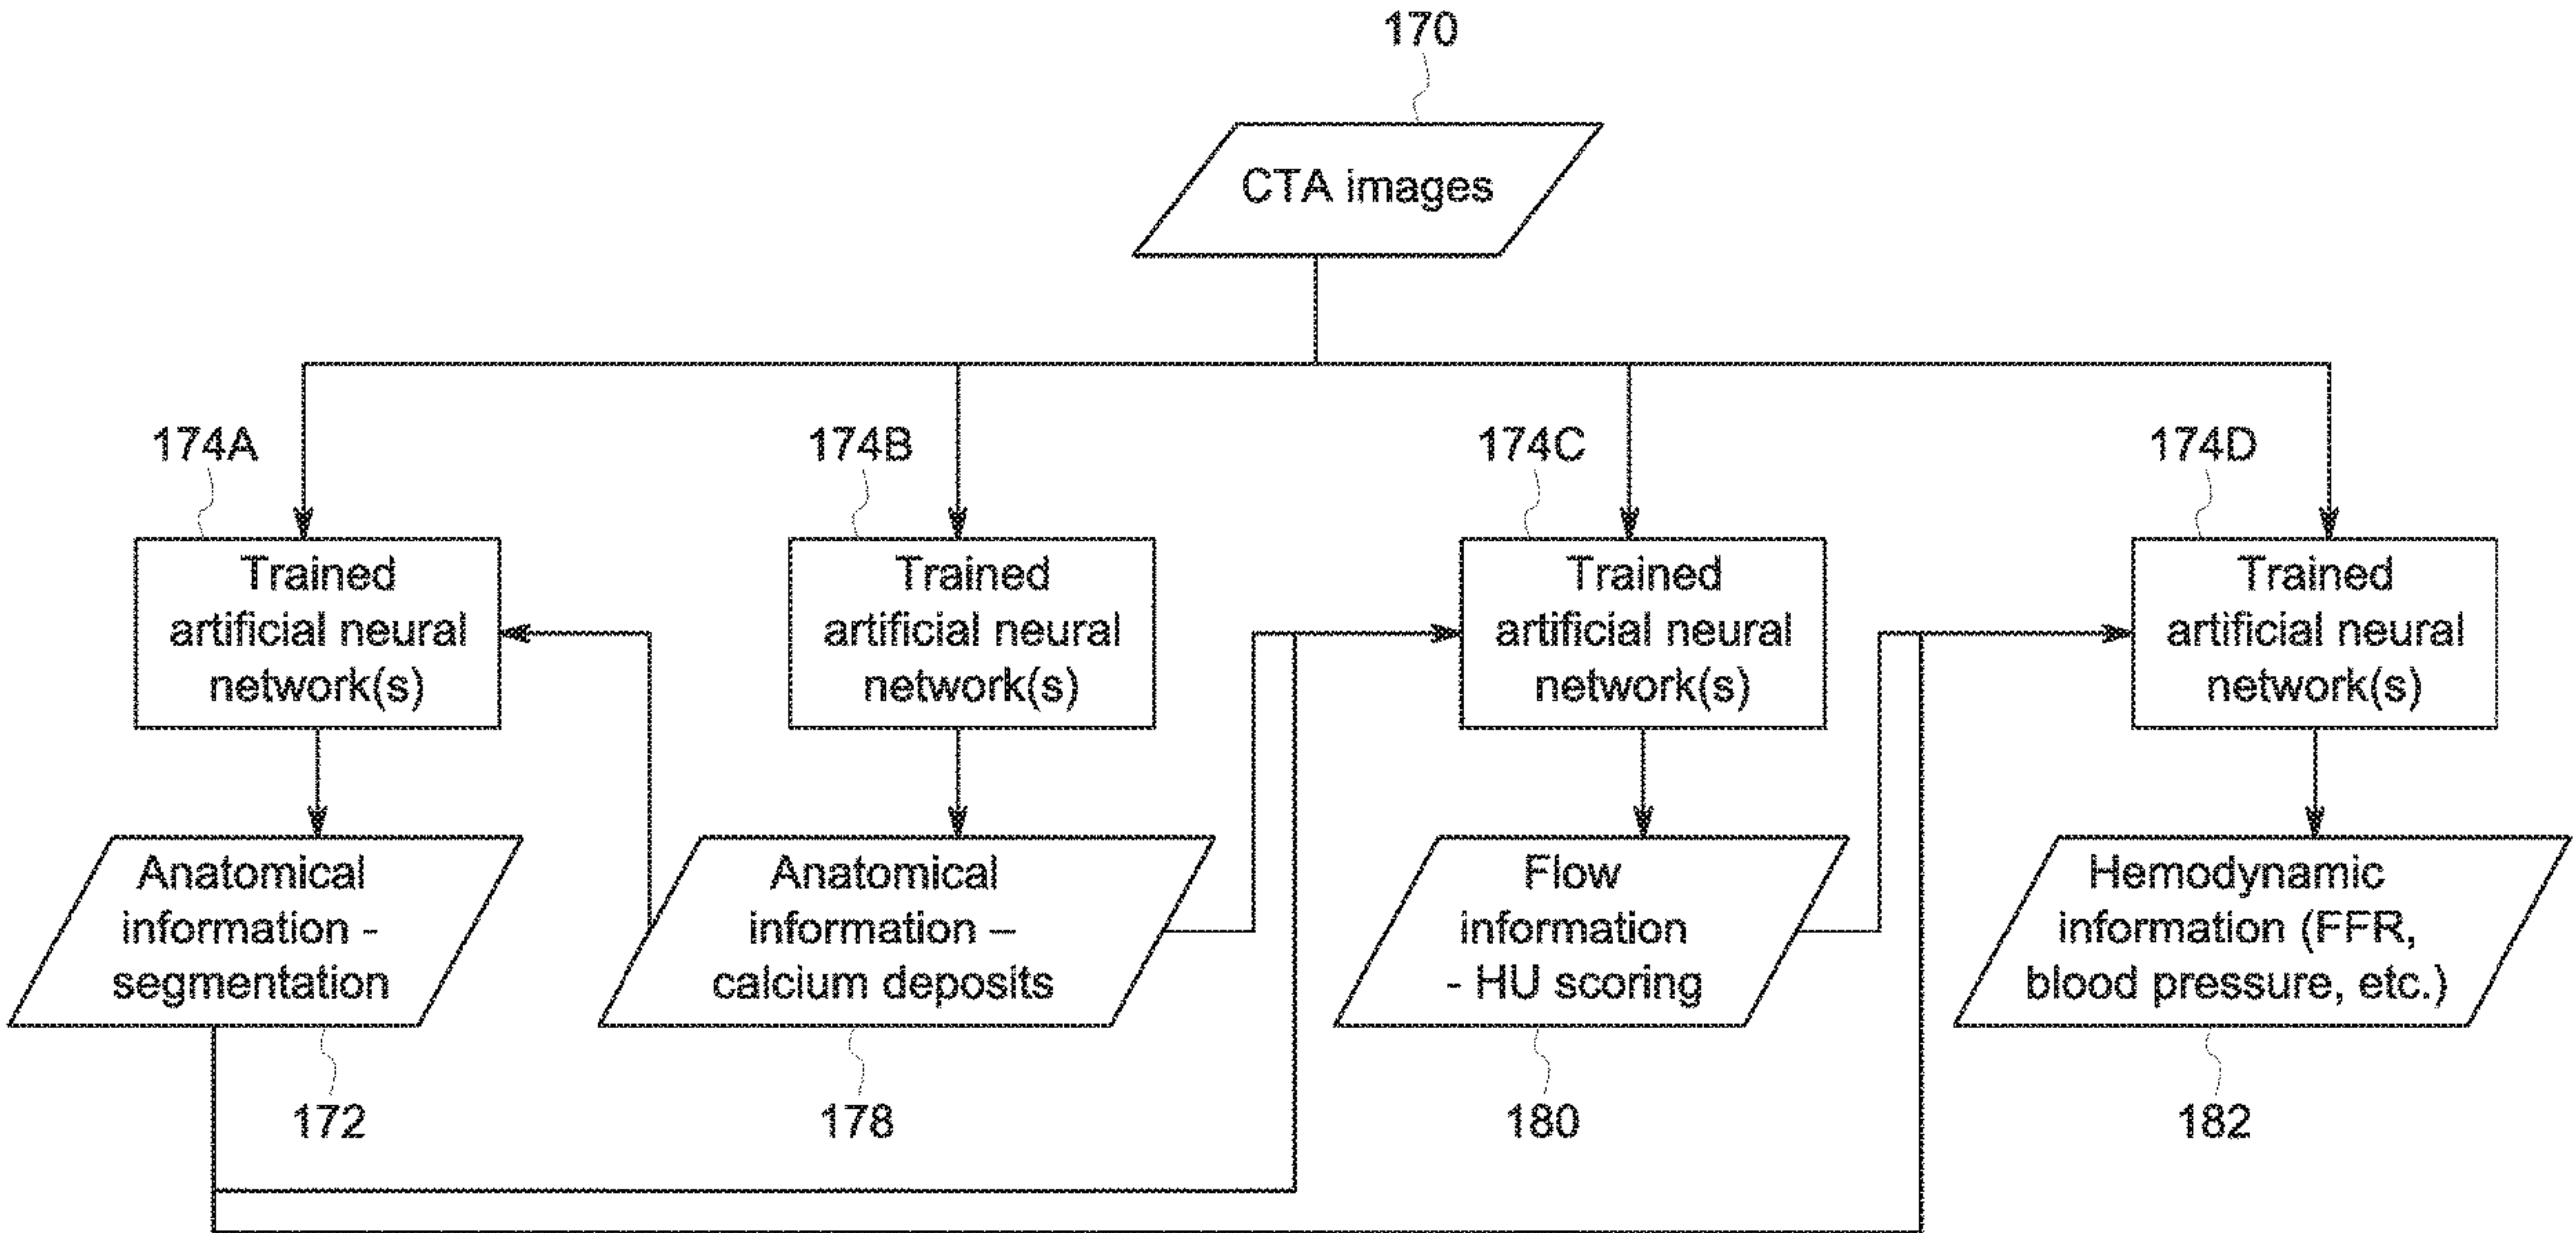 170
CTA images
174A
174B
174C
174D
Trained
artificial neural
network(s)
Trained
artificial neural
network(s)
Trained
artificial neural
network(s)
Trained
artificial neural
network(s)
Anatomical
information -
segmentation
Anatomical
information –
calcium deposits
Flow
information
- HU scoring
Hemodynamic
information (FFR,
blood pressure, etc.)
172
178
180
182